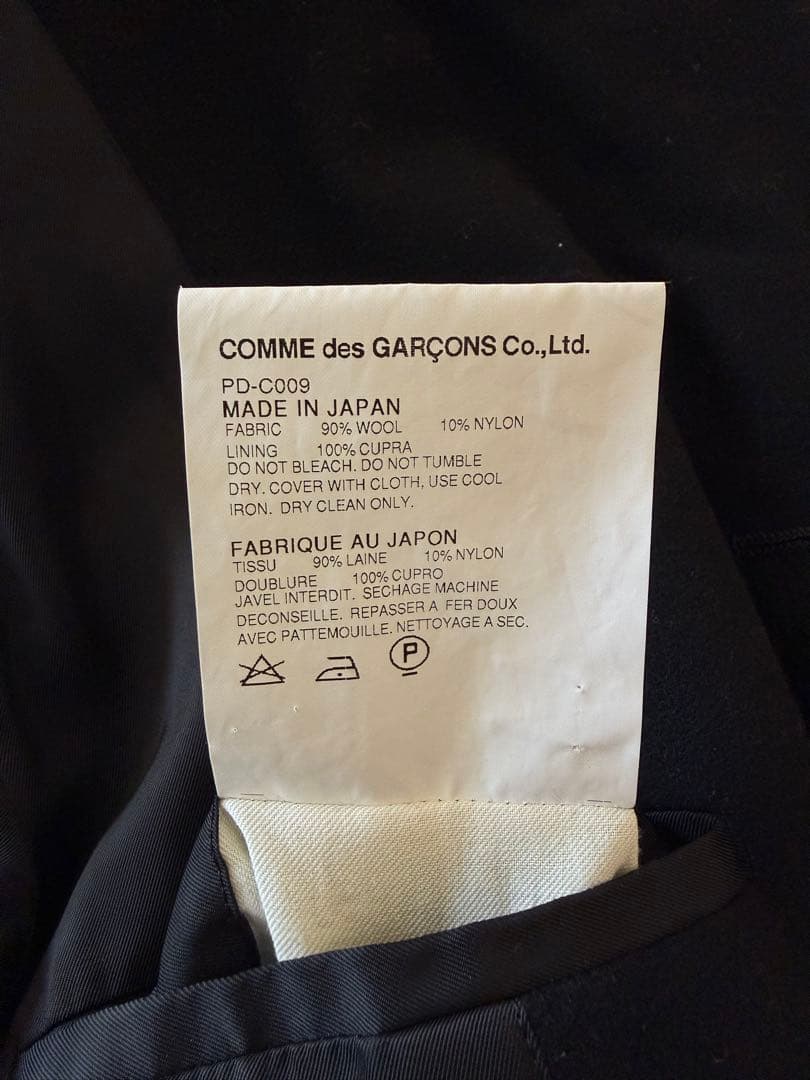 COMME des GARÇONS Co.,Ltd.
PD-C009
MADE IN JAPAN
FABRIC 90% WOOL 10% NYLON
LINING 100% CUPRA
DO NOT BLEACH. DO NOT TUMBLE
DRY. COVER WITH CLOTH, USE COOL
IRON. DRY CLEAN ONLY.
FABRIQUE AU JAPON
TISSU 90% LAINE 10% NYLON
DOUBLURE 100% CUPRO
JAVEL INTERDIT. SECHAGE MACHINE
DECONSEILLE. REPASSER A FER DOUX
AVEC PATTEMOUILLE. NETTOYAGE A SEC.
P